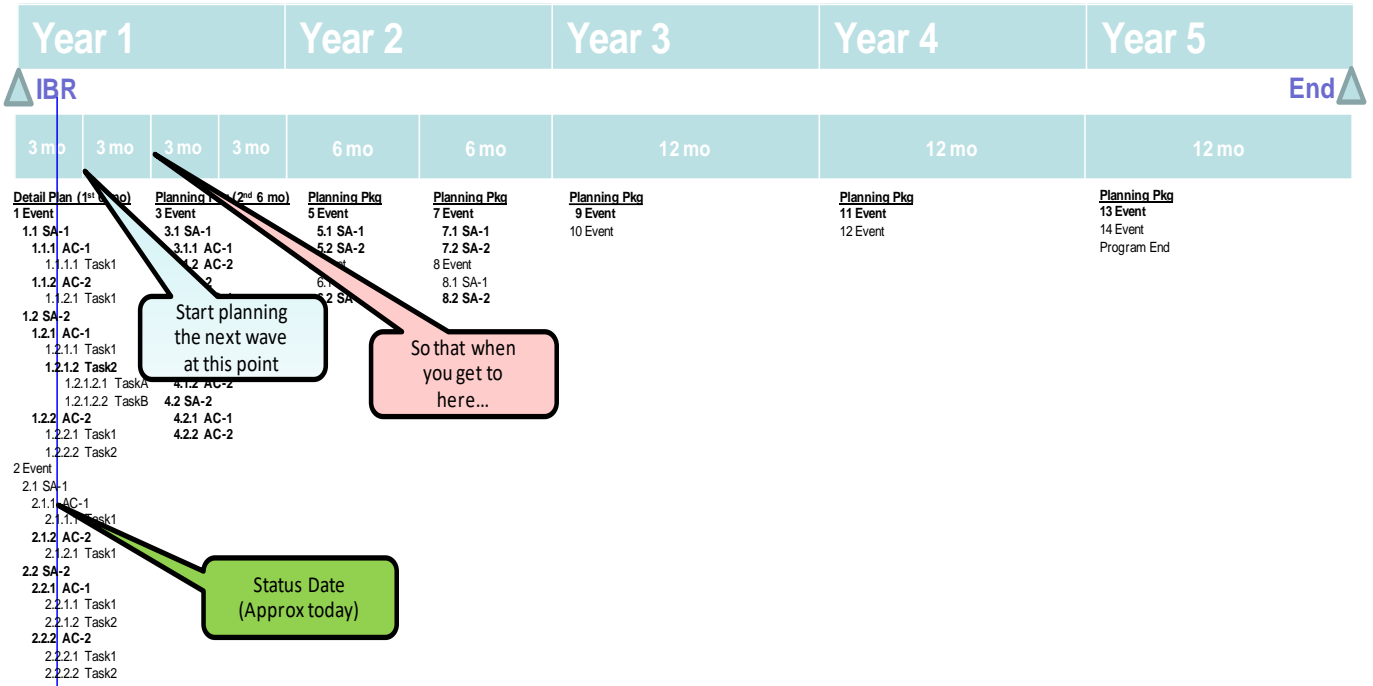 Year 1
Year 2
Year 3
Year 4
Year 5
IBR
End
3 mo
3 mo
3 mo
3 mo
6 mo
6 mo
12 mo
12 mo
12 mo
Detail Plan (1st 6 mo)
1 Event
1.1 SA-1
1.1.1 AC-1
1.1.1.1 Task1
1.1.2 AC-2
1.1.2.1 Task1
1.2 SA-2
1.2.1 AC-1
1.2.1.1 Task1
1.2.1.2 Task2
1.2.1.2.1 TaskA
1.2.1.2.2 TaskB
1.2.2 AC-2
1.2.2.1 Task1
1.2.2.2 Task2
2 Event
2.1 SA-1
2.1.1 AC-1
2.1.1.1 Task1
2.1.2 AC-2
2.1.2.1 Task1
2.2 SA-2
2.2.1 AC-1
2.2.1.1 Task1
2.2.1.2 Task2
2.2.2 AC-2
2.2.2.1 Task1
2.2.2.2 Task2
Planning (2nd 6 mo)
3 Event
3.1 SA-1
3.1.1 AC-1
AC-2
4.1.2 AC-2
4.2 SA-2
4.2.1 AC-1
4.2.2 AC-2
Planning Pkg
5 Event
5.1 SA-1
5.2 SA-2
Planning Pkg
7 Event
7.1 SA-1
7.2 SA-2
8 Event
8.1 SA-1
8.2 SA-2
Planning Pkg
9 Event
10 Event
Planning Pkg
11 Event
12 Event
Planning Pkg
13 Event
14 Event
Program End
Start planning
the next wave
at this point
So that when
you get to
here...
Status Date
(Approx today)